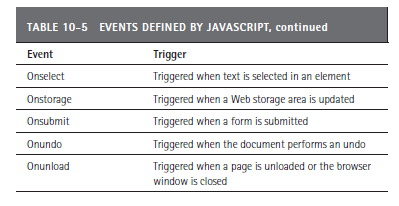 TABLE 10-5 EVENTS DEFINED BY JAVASCRIPT, continued
Event Trigger
Onselect Triggered when text is selected in an element
Onstorage Triggered when a Web storage area is updated
Onsubmit Triggered when a form is submitted
Onundo Triggered when the document performs an undo
Onunload Triggered when a page is unloaded or the browser
window is closed